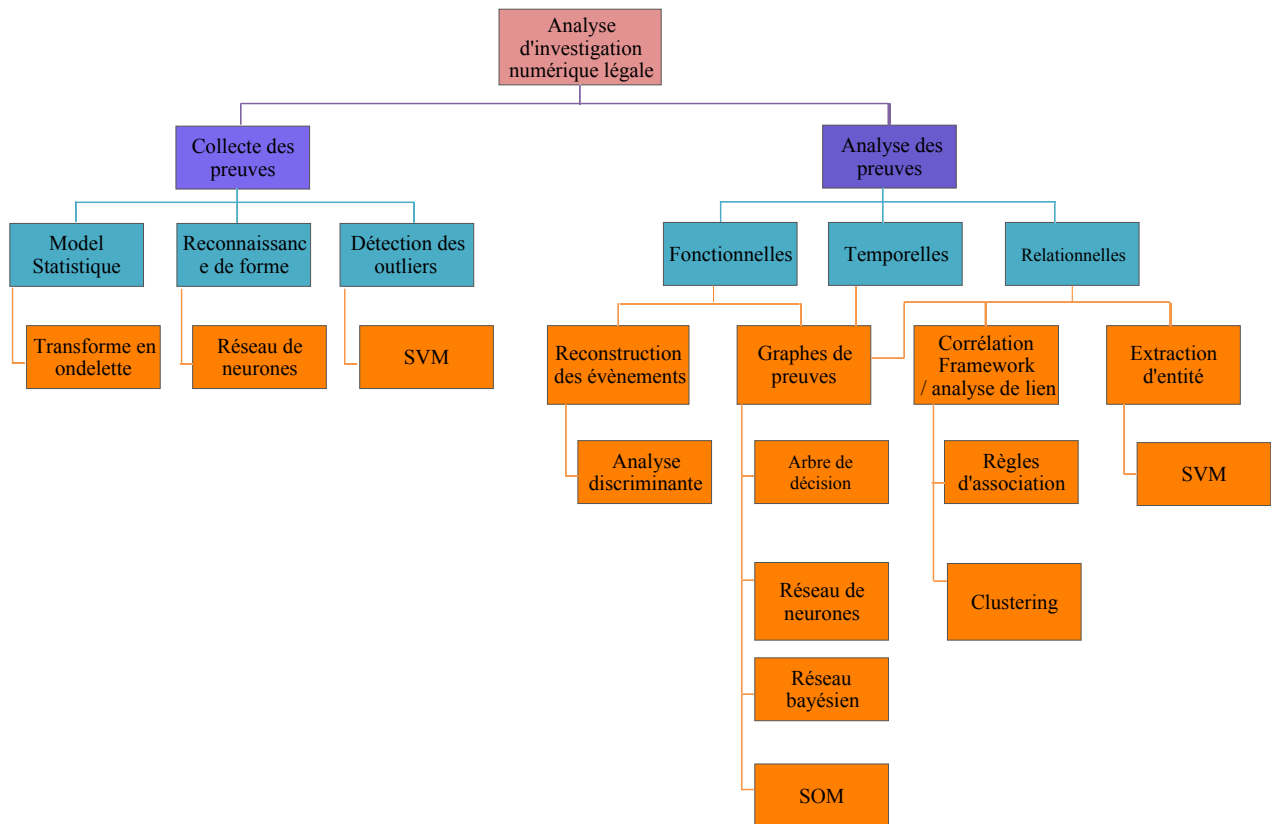 Analyse
d'investigation
numérique légale
Collecte des
preuves
Analyse des
preuves
Model
Statistique
Reconnaissanc
e de forme
Détection des
outliers
Fonctionnelles
Temporelles
Relationnelles
Transforme en
ondelette
Réseau de
neurones
SVM
Reconstruction
des évènements
Graphes de
preuves
Corrélation
Framework
/ analyse de lien
Extraction
d'entité
Analyse
discriminante
Arbre de
décision
Règles
d'association
SVM
Réseau de
neurones
Clustering
Réseau
bayésien
SOM